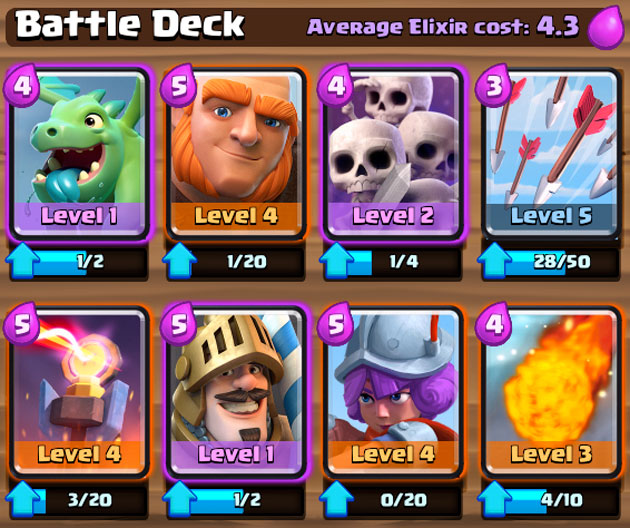 Battle Deck Average Elixir cost: 4.3
4 5 4 3
Level 1 Level 4 Level 2 Level 5
1/2 1/20 1/4 28/50
5 5 5 4
Level 4 Level 1 Level 4 Level 3
3/20 1/2 0/20 4/10